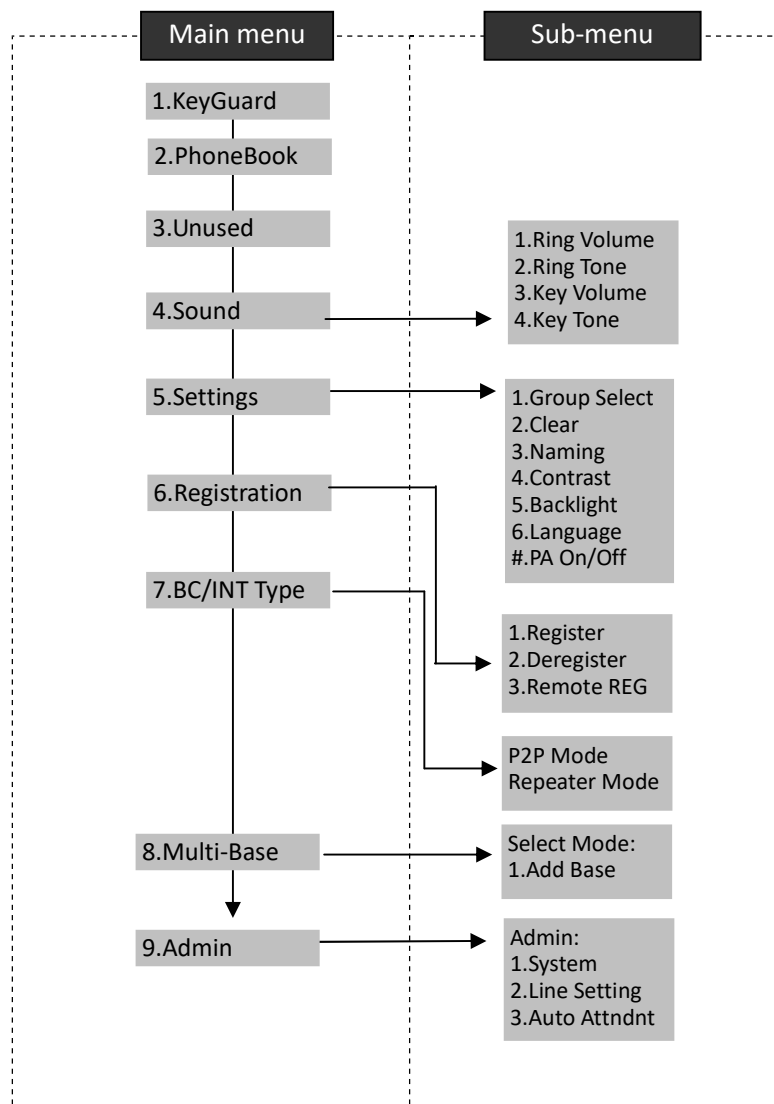 Main menu
Sub-menu
1.KeyGuard
2.PhoneBook
3.Unused
4.Sound
1.Ring Volume
2.Ring Tone
3.Key Volume
4.Key Tone
5.Settings
1.Group Select
2.Clear
3.Naming
4.Contrast
5.Backlight
6.Language
#.PA On/Off
6.Registration
1.Register
2.Deregister
3.Remote REG
7.BC/INT Type
P2P Mode
Repeater Mode
8.Multi-Base
Select Mode:
1.Add Base
9.Admin
Admin:
1.System
2.Line Setting
3.Auto Attndnt